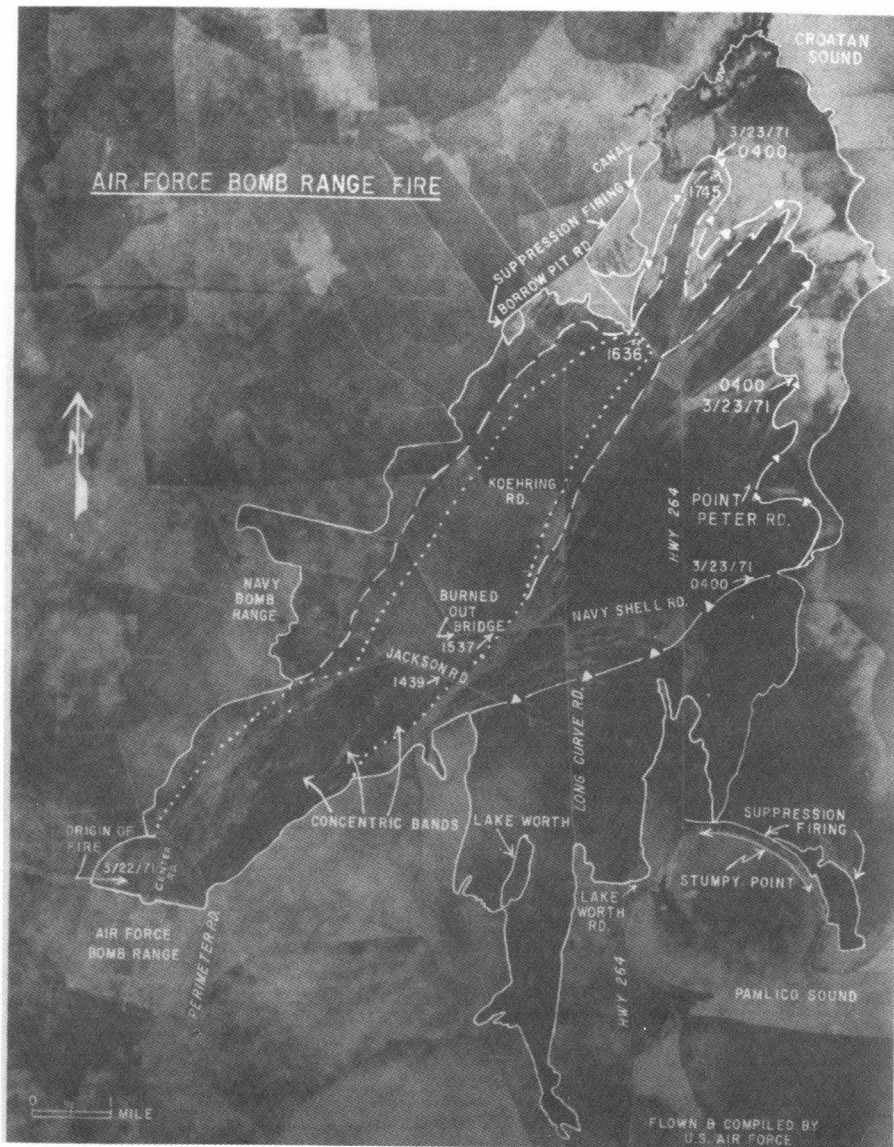 CROATAN
SOUND
3/23/71
0400
AIR FORCE BOMB RANGE FIRE
CANAL
SUPPRESSION FIRING
BORROW PIT RD.
1745
1636
N
0400
3/23/71
KOEHRING
RD.
HWY 264
POINT
PETER RD.
3/23/71
0400
NAVY
BOMB
RANGE
BURNED
OUT
BRIDGE
1537
NAVY SHELL RD.
JACKSON RD
1439
LONG CURVE RD.
CONCENTRIC BANDS
LAKE WORTH
SUPPRESSION
FIRING
ORIGIN OF
FIRE
3/22/71
CENTER
RD.
STUMPY POINT
LAKE
WORTH
RD.
AIR FORCE
BOMB RANGE
PERIMETER RD.
HWY 264
PAMLICO SOUND
0 1
MILE
FLOWN & COMPILED BY
U.S. AIR FORCE